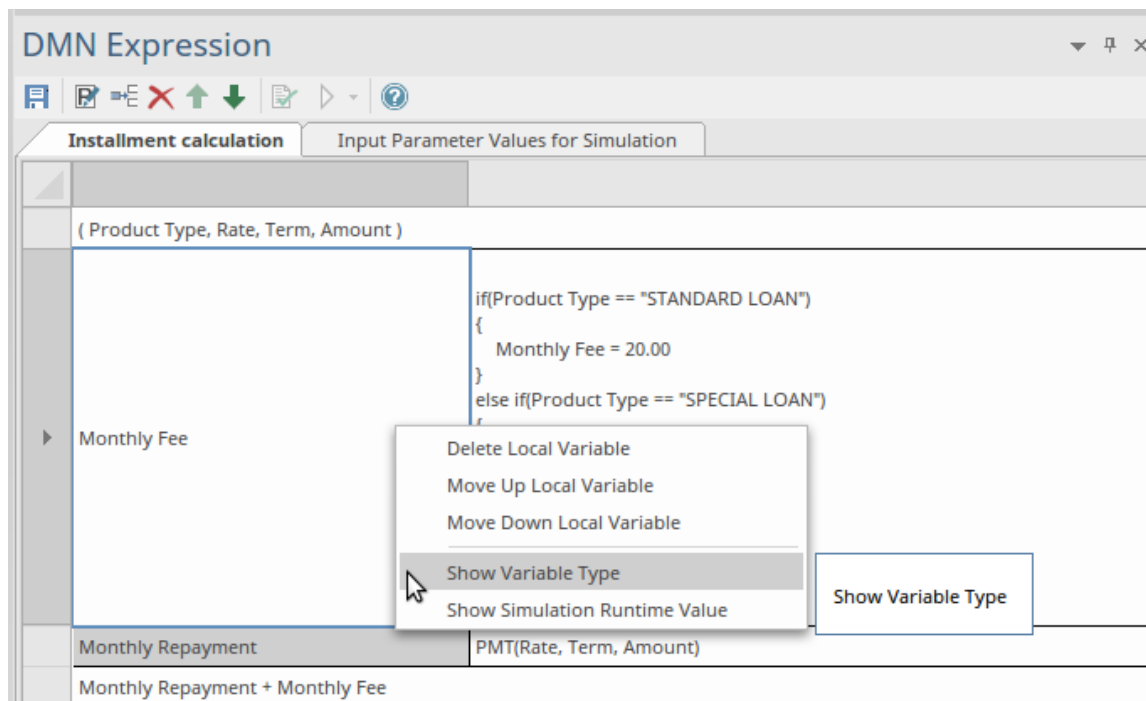 DMN Expression
Installment calculation
Input Parameter Values for Simulation
( Product Type, Rate, Term, Amount )
Monthly Fee
if(Product Type == "STANDARD LOAN")
{
Monthly Fee = 20.00
}
else if(Product Type == "SPECIAL LOAN")
{
Delete Local Variable
Move Up Local Variable
Move Down Local Variable
Show Variable Type
Show Simulation Runtime Value
Show Variable Type
Monthly Repayment
PMT(Rate, Term, Amount)
Monthly Repayment + Monthly Fee